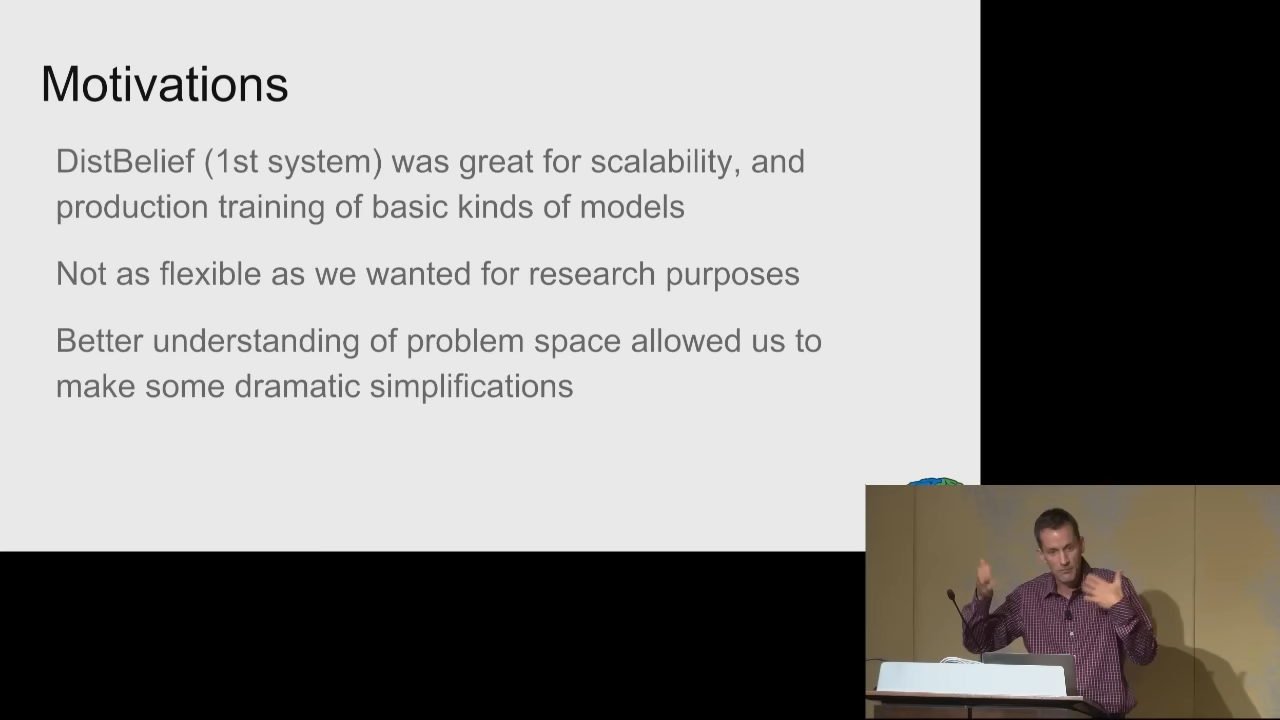 Motivations
DistBelief (1st system) was great for scalability, and
production training of basic kinds of models
Not as flexible as we wanted for research purposes
Better understanding of problem space allowed us to
make some dramatic simplifications